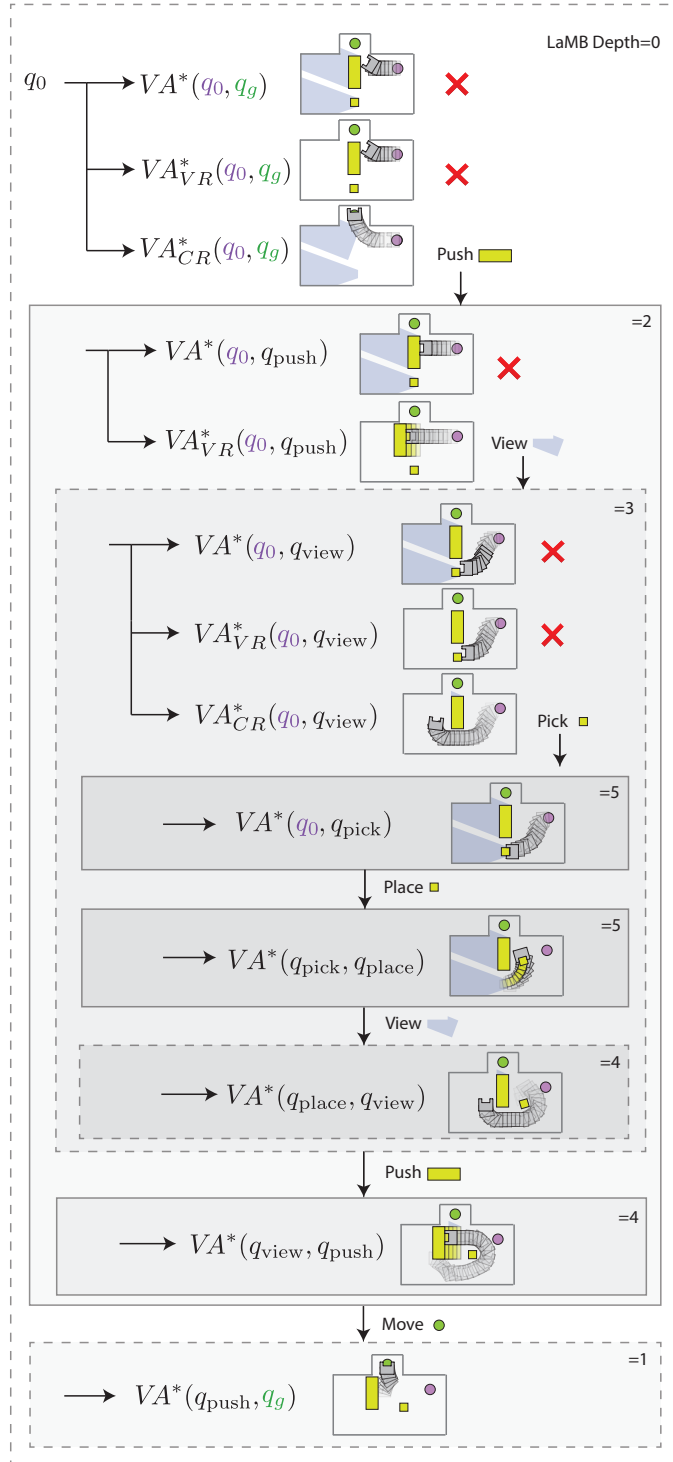 LaMB Depth=0
q0
VA*(q0, qg)
VA*VR(q0, qg)
VA*CR(q0, qg)
Push
=2
VA*(q0, qpush)
VA*VR(q0, qpush)
View
=3
VA*(q0, qview)
VA*VR(q0, qview)
VA*CR(q0, qview)
Pick
=5
VA*(q0, qpick)
Place
=5
VA*(qpick, qplace)
View
=4
VA*(qplace, qview)
Push
=4
VA*(qview, qpush)
Move
=1
VA*(qpush, qg)